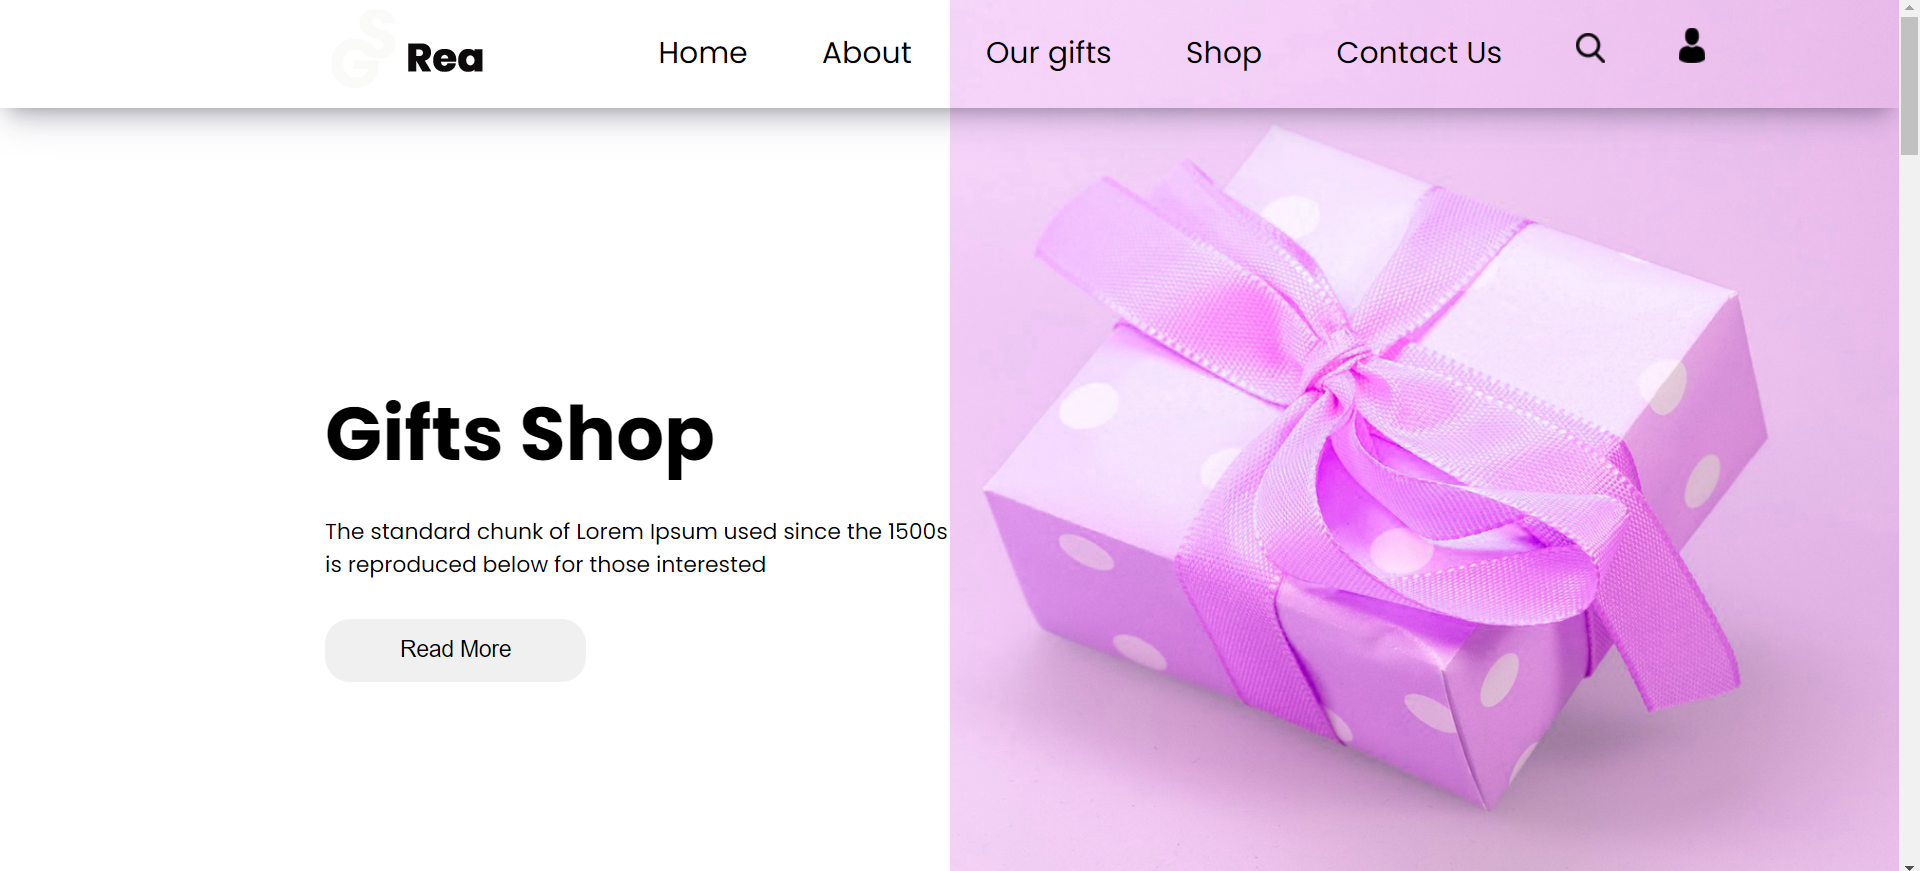 GS Rea
Home
About
Our gifts
Shop
Contact Us
Gifts Shop
The standard chunk of Lorem Ipsum used since the 1500s
is reproduced below for those interested
Read More